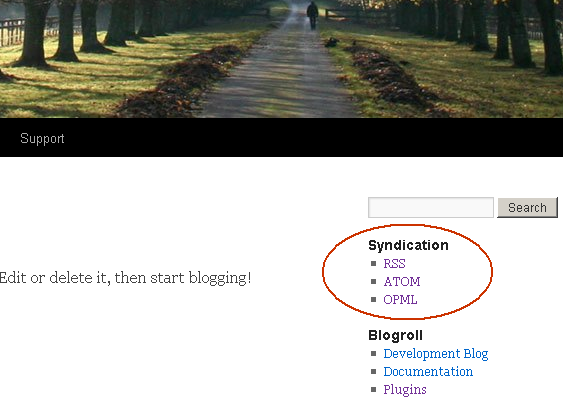 Support
Search
Edit or delete it, then start blogging!
Syndication
RSS
ATOM
OPML
Blogroll
Development Blog
Documentation
Plugins